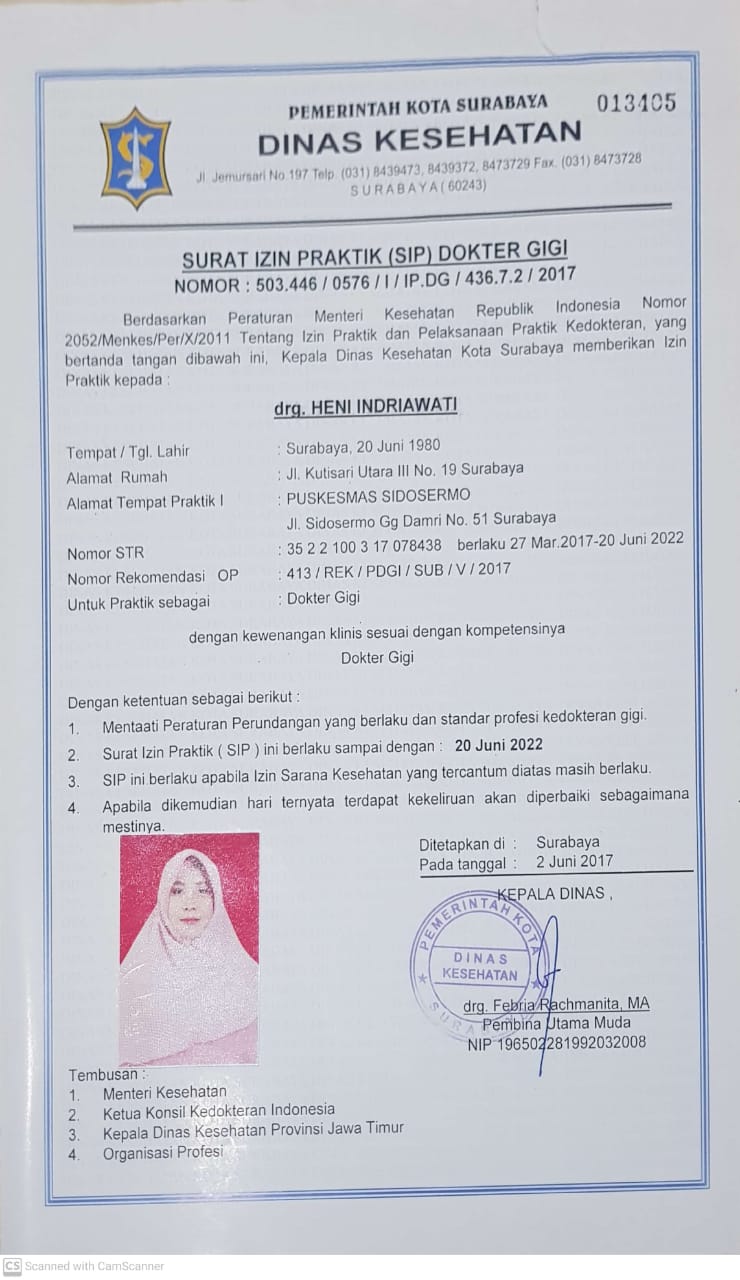 PEMERINTAH KOTA SURABAYA
013405
DINAS KESEHATAN
Jl. Jemursari No.197 Telp. (031) 8439473, 8439372, 8473729 Fax. (031) 8473728
SURABAYA ( 60243)
SURAT IZIN PRAKTIK (SIP) DOKTER GIGI
NOMOR : 503.446 / 0576 / I / IP.DG / 436.7.2 / 2017
Berdasarkan Peraturan Menteri Kesehatan Republik Indonesia Nomor
2052/Menkes/Per/X/2011 Tentang Izin Praktik dan Pelaksanaan Praktik Kedokteran, yang
bertanda tangan dibawah ini, Kepala Dinas Kesehatan Kota Surabaya memberikan Izin
Praktik kepada :
drg. HENI INDRIAWATI
Tempat / Tgl. Lahir : Surabaya, 20 Juni 1980
Alamat Rumah : Jl. Kutisari Utara III No. 19 Surabaya
Alamat Tempat Praktik I : PUSKESMAS SIDOSERMO
Jl. Sidosermo Gg Damri No. 51 Surabaya
Nomor STR : 35 2 2 100 3 17 078438 berlaku 27 Mar.2017-20 Juni 2022
Nomor Rekomendasi OP : 413 / REK / PDGI / SUB / V / 2017
Untuk Praktik sebagai : Dokter Gigi
dengan kewenangan klinis sesuai dengan kompetensinya
Dokter Gigi
Dengan ketentuan sebagai berikut :
1. Mentaati Peraturan Perundangan yang berlaku dan standar profesi kedokteran gigi.
2. Surat Izin Praktik ( SIP ) ini berlaku sampai dengan : 20 Juni 2022
3. SIP ini berlaku apabila Izin Sarana Kesehatan yang tercantum diatas masih berlaku.
4. Apabila dikemudian hari ternyata terdapat kekeliruan akan diperbaiki sebagaimana
mestinya.
Ditetapkan di : Surabaya
Pada tanggal : 2 Juni 2017
KEPALA DINAS ,
PEMERINTAH KOTA
DINAS
KESEHATAN
SURABAYA
drg. Febria Rachmanita, MA
Pembina Utama Muda
NIP 196502281992032008
Tembusan :
1. Menteri Kesehatan
2. Ketua Konsil Kedokteran Indonesia
3. Kepala Dinas Kesehatan Provinsi Jawa Timur
4. Organisasi Profesi
CS Scanned with CamScanner